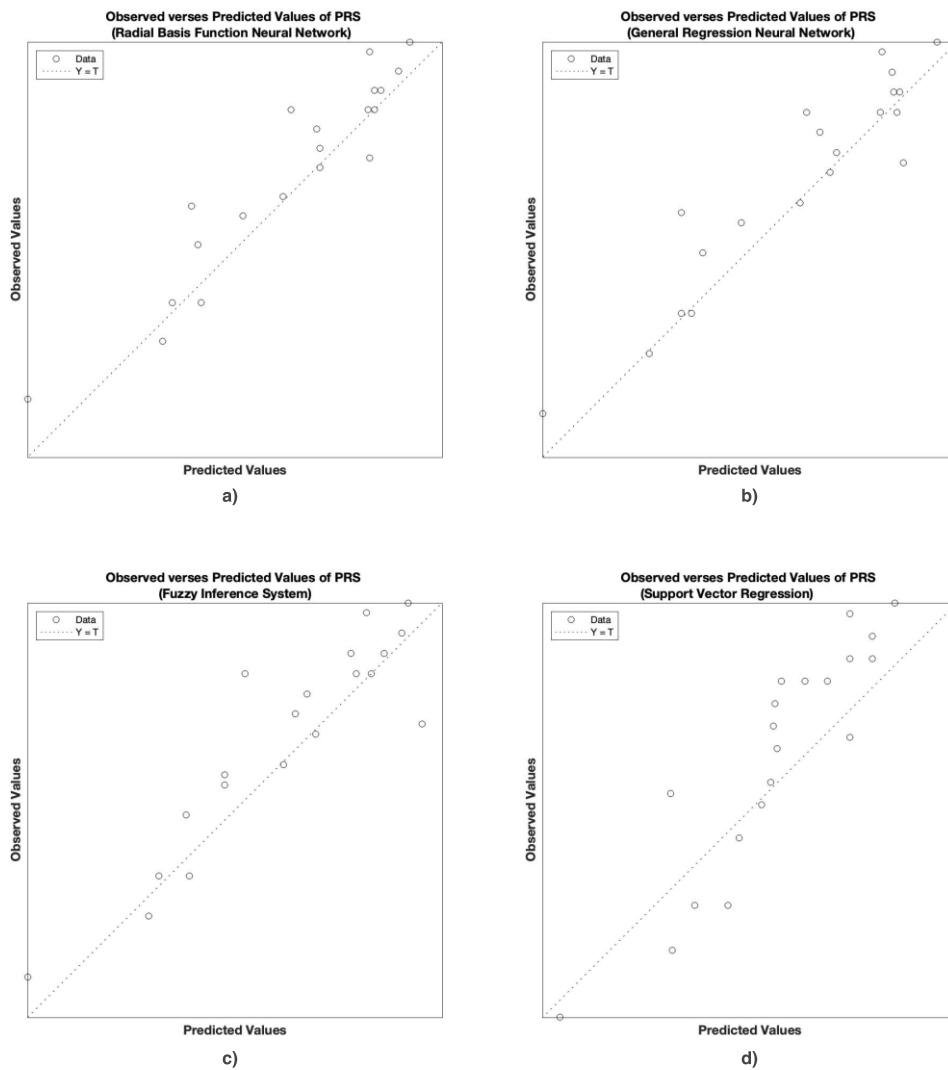 Observed verses Predicted Values of PRS
(Radial Basis Function Neural Network)
Data
Y = T
Observed Values
Predicted Values
a)
Observed verses Predicted Values of PRS
(General Regression Neural Network)
Data
Y = T
Observed Values
Predicted Values
b)
Observed verses Predicted Values of PRS
(Fuzzy Inference System)
Data
Y = T
Observed Values
Predicted Values
c)
Observed verses Predicted Values of PRS
(Support Vector Regression)
Data
Y = T
Observed Values
Predicted Values
d)